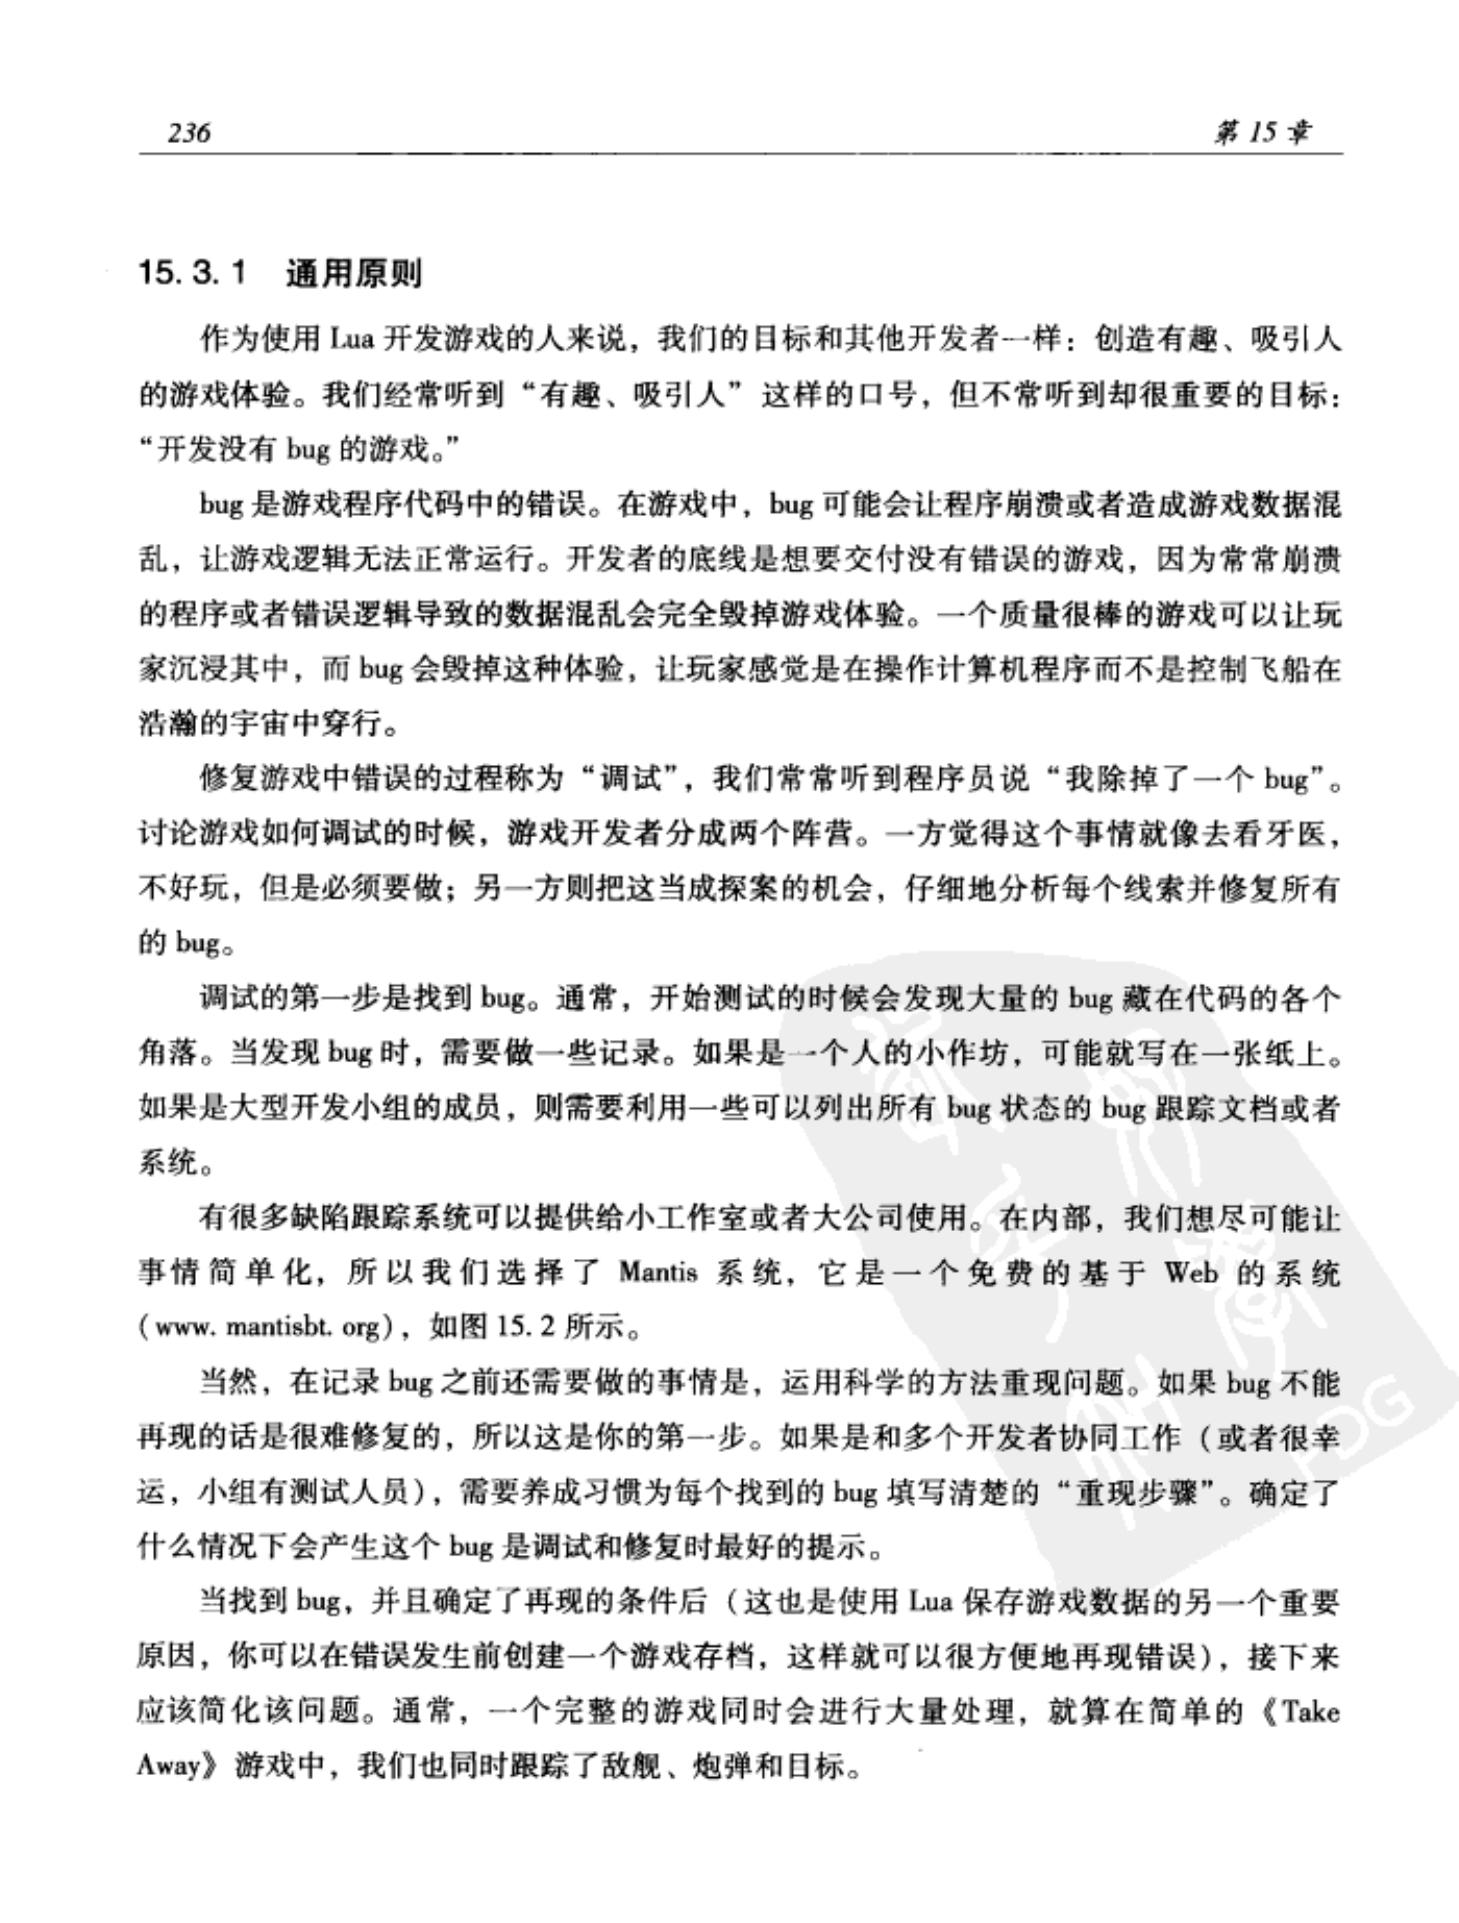 236
第 15 章
15.3.1 通用原则
作为使用 Lua 开发游戏的人来说，我们的目标和其他开发者一样：创造有趣、吸引人
的游戏体验。我们经常听到“有趣、吸引人”这样的口号，但不常听到却很重要的目标：
“开发没有 bug 的游戏。”
bug 是游戏程序代码中的错误。在游戏中，bug 可能会让程序崩溃或者造成游戏数据混
乱，让游戏逻辑无法正常运行。开发者的底线是想要交付没有错误的游戏，因为常常崩溃
的程序或者错误逻辑导致的数据混乱会完全毁掉游戏体验。一个质量很棒的游戏可以让玩
家沉浸其中，而 bug 会毁掉这种体验，让玩家感觉是在操作计算机程序而不是控制飞船在
浩瀚的宇宙中穿行。
修复游戏中错误的过程称为“调试”，我们常常听到程序员说“我除掉了一个 bug”。
讨论游戏如何调试的时候，游戏开发者分成两个阵营。一方觉得这个事情就像去看牙医，
不好玩，但是必须要做；另一方则把这当成探案的机会，仔细地分析每个线索并修复所有
的 bug。
调试的第一步是找到 bug。通常，开始测试的时候会发现大量的 bug 藏在代码的各个
角落。当发现 bug 时，需要做一些记录。如果是一个人的小作坊，可能就写在一张纸上。
如果是大型开发小组的成员，则需要利用一些可以列出所有 bug 状态的 bug 跟踪文档或者
系统。
有很多缺陷跟踪系统可以提供给小工作室或者大公司使用。在内部，我们想尽可能让
事情简单化，所以我们选择了 Mantis 系统，它是一个免费的基于 Web 的系统
（www. mantisbt. org），如图 15.2 所示。
当然，在记录 bug 之前还需要做的事情是，运用科学的方法重现问题。如果 bug 不能
再现的话是很难修复的，所以这是你的第一步。如果是和多个开发者协同工作（或者很幸
运，小组有测试人员），需要养成习惯为每个找到的 bug 填写清楚的“重现步骤”。确定了
什么情况下会产生这个 bug 是调试和修复时最好的提示。
当找到 bug，并且确定了再现的条件后（这也是使用 Lua 保存游戏数据的另一个重要
原因，你可以在错误发生前创建一个游戏存档，这样就可以很方便地再现错误），接下来
应该简化该问题。通常，一个完整的游戏同时会进行大量处理，就算在简单的《Take
Away》游戏中，我们也同时跟踪了敌舰、炮弹和目标。
PDG